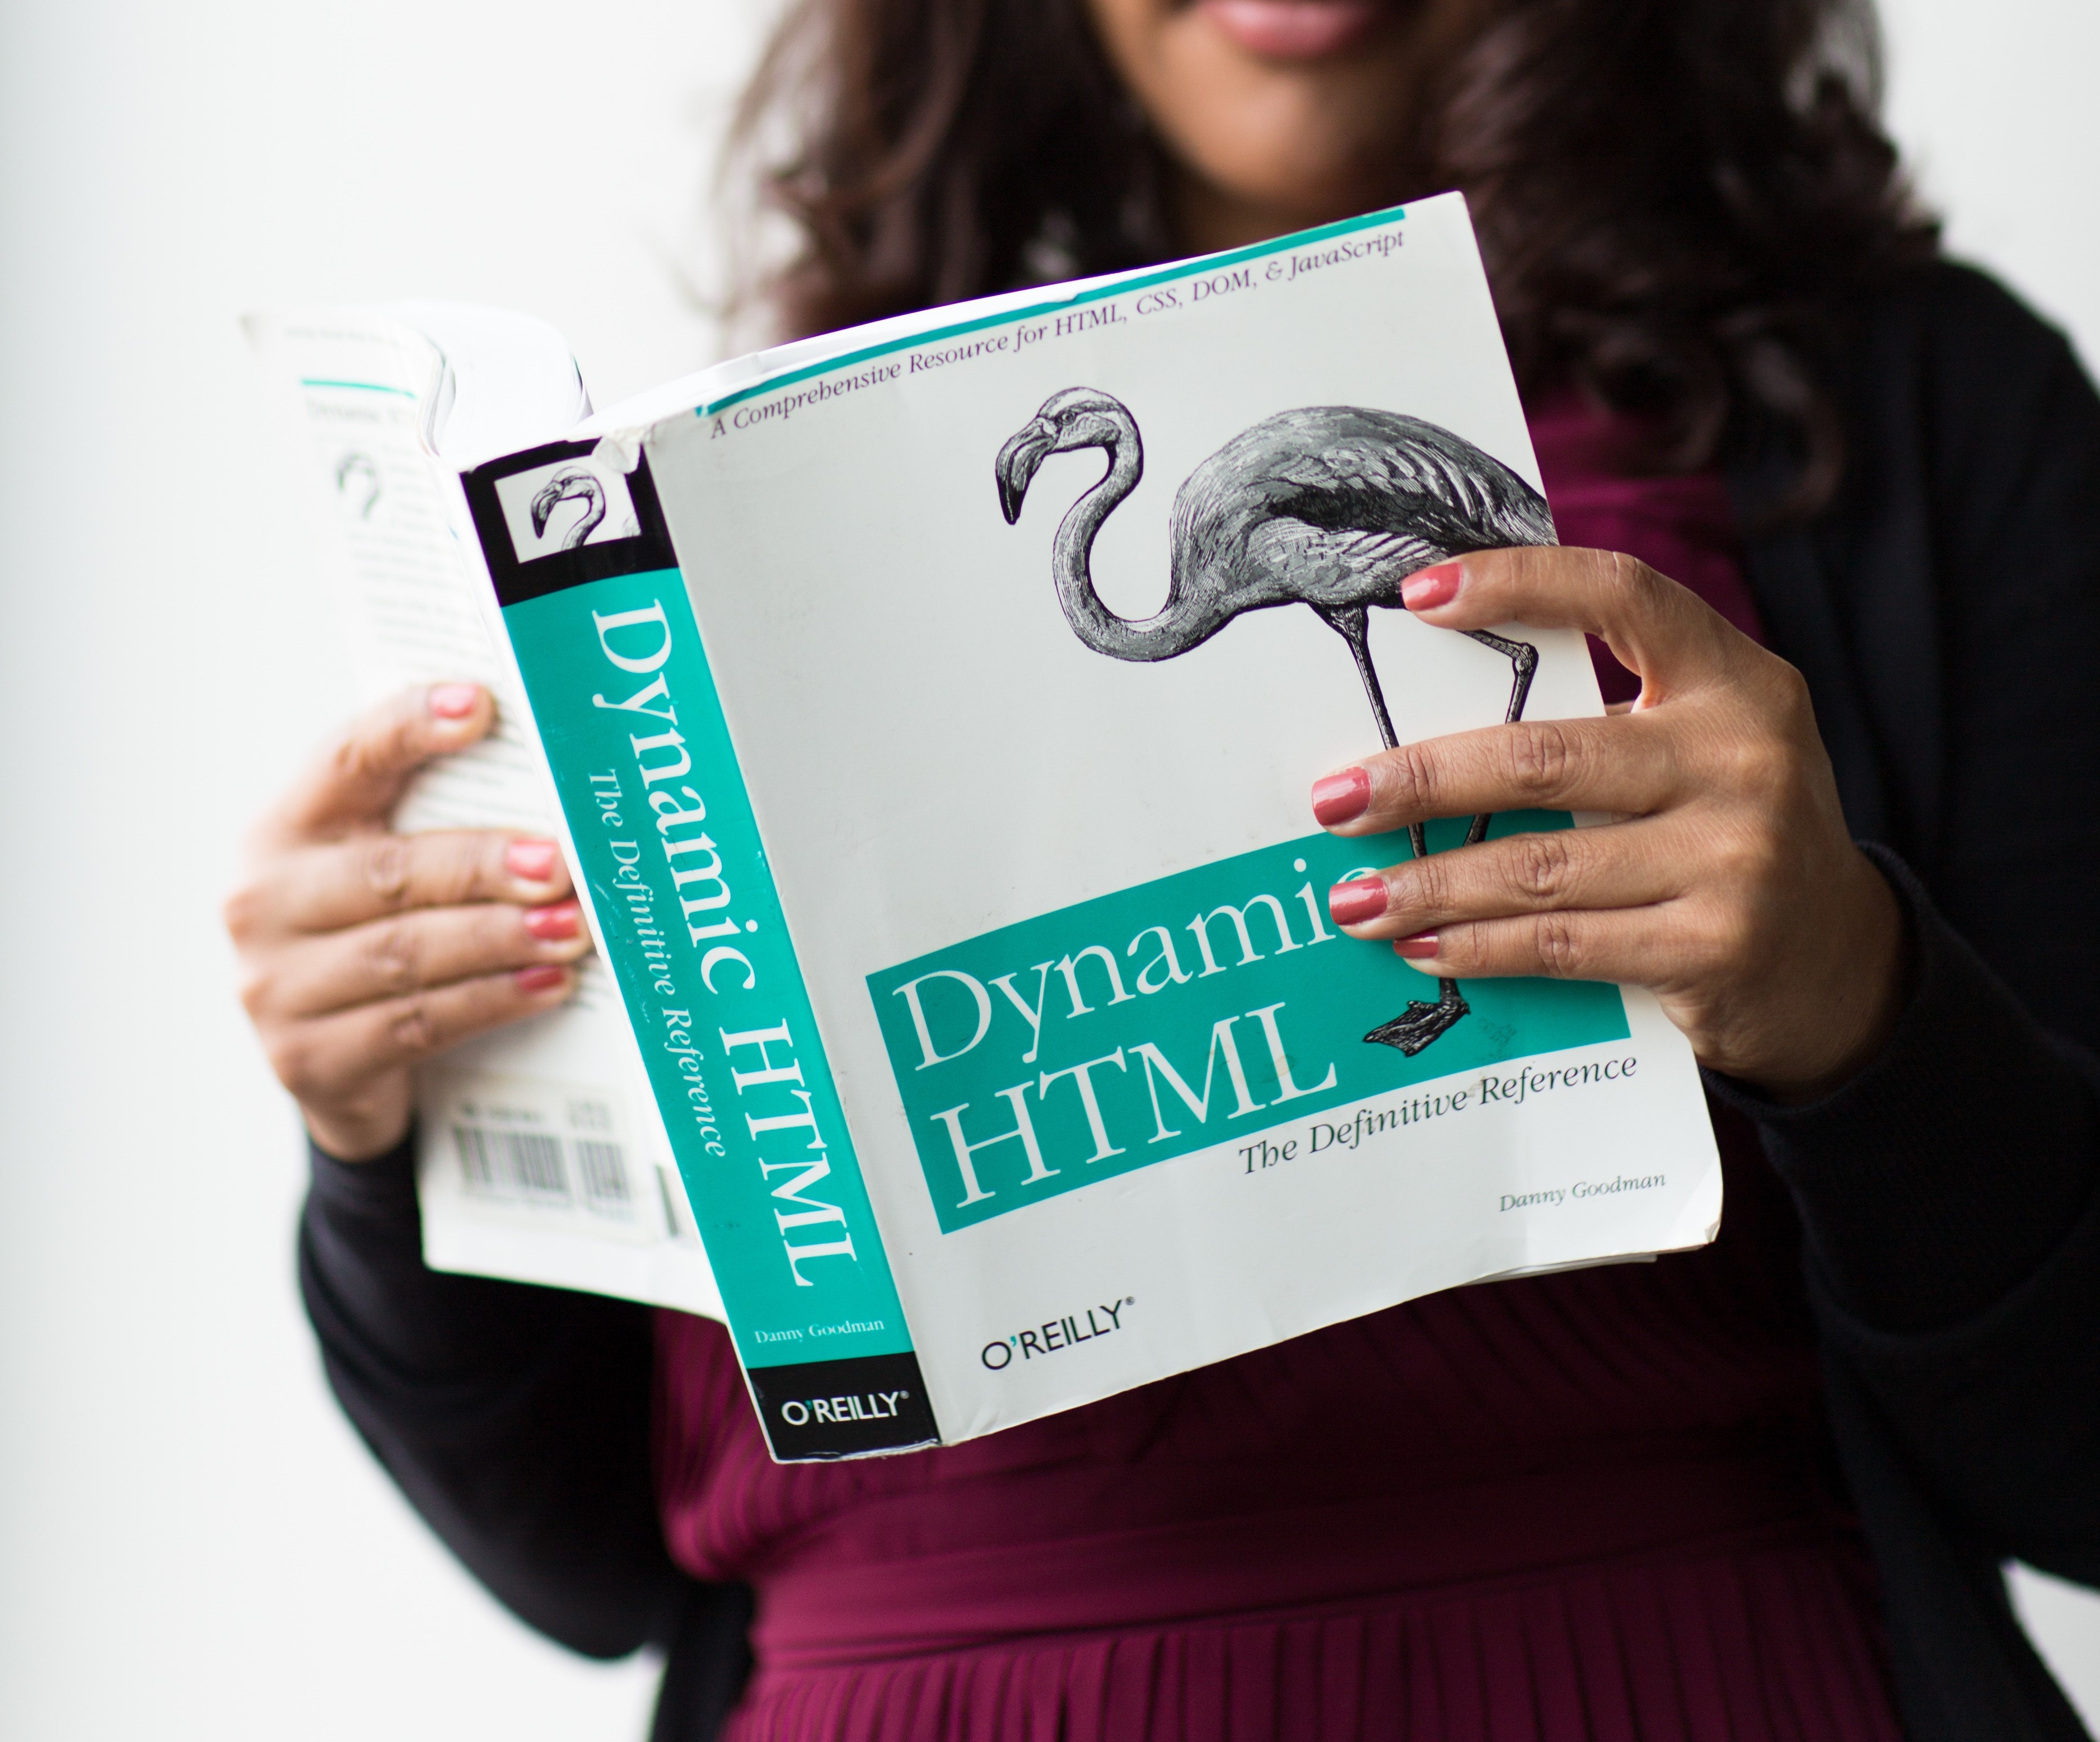 A Comprehensive Resource for HTML, CSS, DOM, & JavaScript
Dynamic HTML
The Definitive Reference
Danny Goodman
O'REILLY®
Dynamic
HTML
The Definitive Reference
Danny Goodman
O'REILLY®